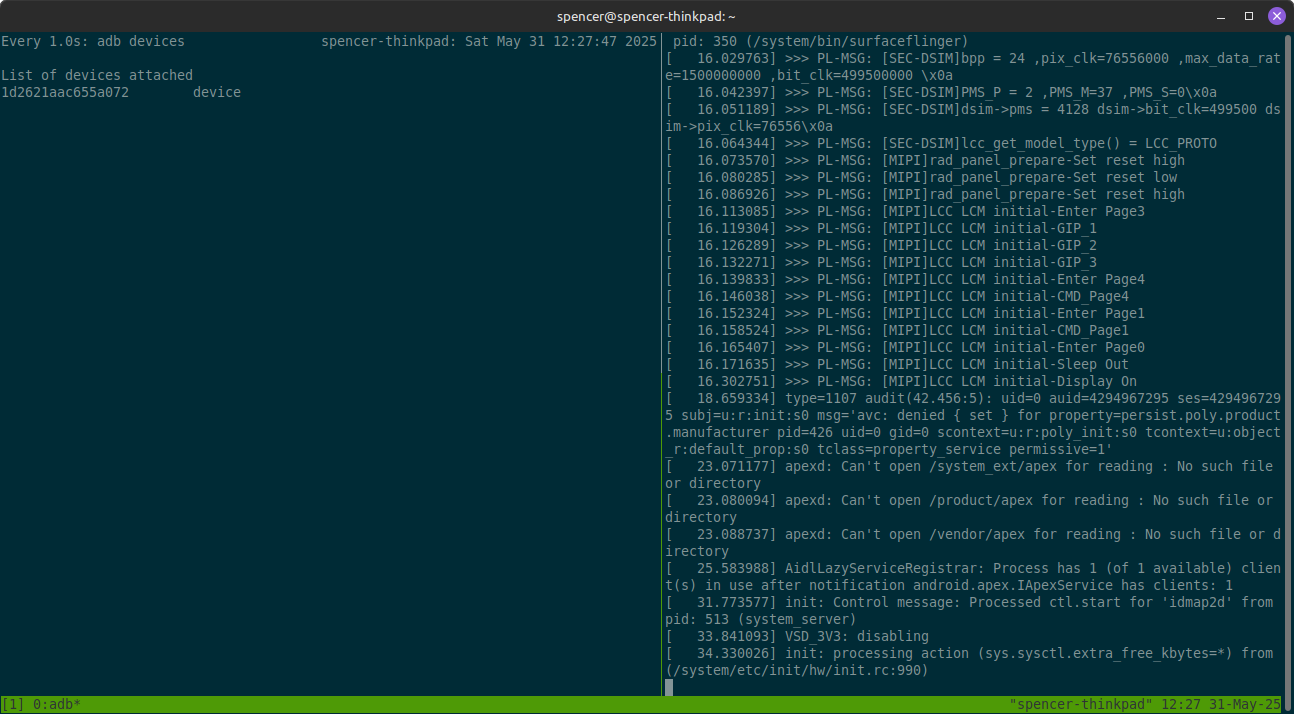 spencer@spencer-thinkpad: ~
Every 1.0s: adb devices spencer-thinkpad: Sat May 31 12:27:47 2025
List of devices attached
1d2621aac655a072 device
pid: 350 (/system/bin/surfaceflinger)
[ 16.029763] >>> PL-MSG: [SEC-DSIM]bpp = 24 ,pix_clk=76556000 ,max_data_rat
e=1500000000 ,bit_clk=499500000 \x0a
[ 16.042397] >>> PL-MSG: [SEC-DSIM]PMS_P = 2 ,PMS_M=37 ,PMS_S=0\x0a
[ 16.051189] >>> PL-MSG: [SEC-DSIM]dsim->pms = 4128 dsim->bit_clk=499500 ds
im->pix_clk=76556\x0a
[ 16.064344] >>> PL-MSG: [SEC-DSIM]lcc_get_model_type() = LCC_PROTO
[ 16.073570] >>> PL-MSG: [MIPI]rad_panel_prepare-Set reset high
[ 16.080285] >>> PL-MSG: [MIPI]rad_panel_prepare-Set reset low
[ 16.086926] >>> PL-MSG: [MIPI]rad_panel_prepare-Set reset high
[ 16.113085] >>> PL-MSG: [MIPI]LCC LCM initial-Enter Page3
[ 16.119304] >>> PL-MSG: [MIPI]LCC LCM initial-GIP_1
[ 16.126289] >>> PL-MSG: [MIPI]LCC LCM initial-GIP_2
[ 16.132271] >>> PL-MSG: [MIPI]LCC LCM initial-GIP_3
[ 16.139833] >>> PL-MSG: [MIPI]LCC LCM initial-Enter Page4
[ 16.146038] >>> PL-MSG: [MIPI]LCC LCM initial-CMD_Page4
[ 16.152324] >>> PL-MSG: [MIPI]LCC LCM initial-Enter Page1
[ 16.158524] >>> PL-MSG: [MIPI]LCC LCM initial-CMD_Page1
[ 16.165407] >>> PL-MSG: [MIPI]LCC LCM initial-Enter Page0
[ 16.171635] >>> PL-MSG: [MIPI]LCC LCM initial-Sleep Out
[ 16.302751] >>> PL-MSG: [MIPI]LCC LCM initial-Display On
[ 18.659334] type=1107 audit(42.456:5): uid=0 auid=4294967295 ses=429496729
5 subj=u:r:init:s0 msg='avc: denied { set } for property=persist.poly.product
.manufacturer pid=426 uid=0 gid=0 scontext=u:r:poly_init:s0 tcontext=u:object
_r:default_prop:s0 tclass=property_service permissive=1'
[ 23.071177] apexd: Can't open /system_ext/apex for reading : No such file
or directory
[ 23.080094] apexd: Can't open /product/apex for reading : No such file or
directory
[ 23.088737] apexd: Can't open /vendor/apex for reading : No such file or d
irectory
[ 25.583988] AidlLazyServiceRegistrar: Process has 1 (of 1 available) clien
t(s) in use after notification android.apex.IApexService has clients: 1
[ 31.773577] init: Control message: Processed ctl.start for 'idmap2d' from
pid: 513 (system_server)
[ 33.841093] VSD_3V3: disabling
[ 34.330026] init: processing action (sys.sysctl.extra_free_kbytes=*) from
(/system/etc/init/hw/init.rc:990)
[1] 0:adb* "spencer-thinkpad" 12:27 31-May-25